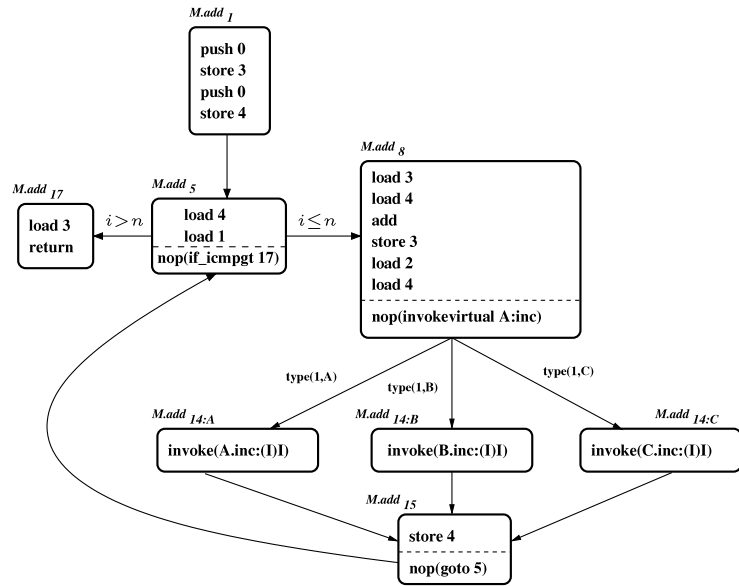 M.add 1
push 0
store 3
push 0
store 4
M.add 8
load 3
load 4
add
store 3
load 2
load 4
nop(invokevirtual A:inc)
M.add 17
load 3
return
i>n
M.add 5
load 4
load 1
nop(if_icmpgt 17)
i≤n
type(1,A)
type(1,B)
type(1,C)
M.add 14:A
invoke(A.inc:(I)I)
M.add 14:B
invoke(B.inc:(I)I)
M.add 14:C
invoke(C.inc:(I)I)
M.add 15
store 4
nop(goto 5)